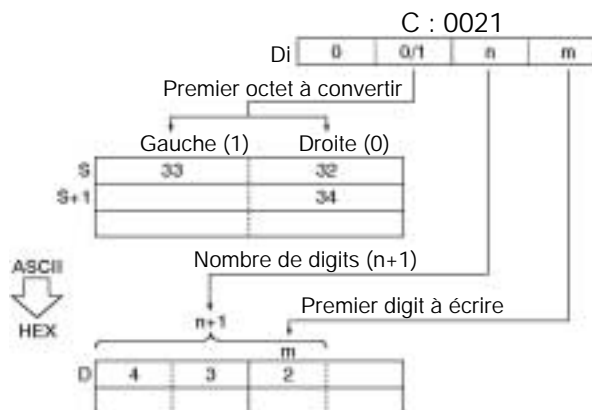 C : 0021
Di 0 0/1 n m
Premier octet à convertir
Gauche (1) Droite (0)
S 33 32
S+1 34
Nombre de digits (n+1)
ASCII
HEX
Premier digit à écrire
n+1
m
D 4 3 2